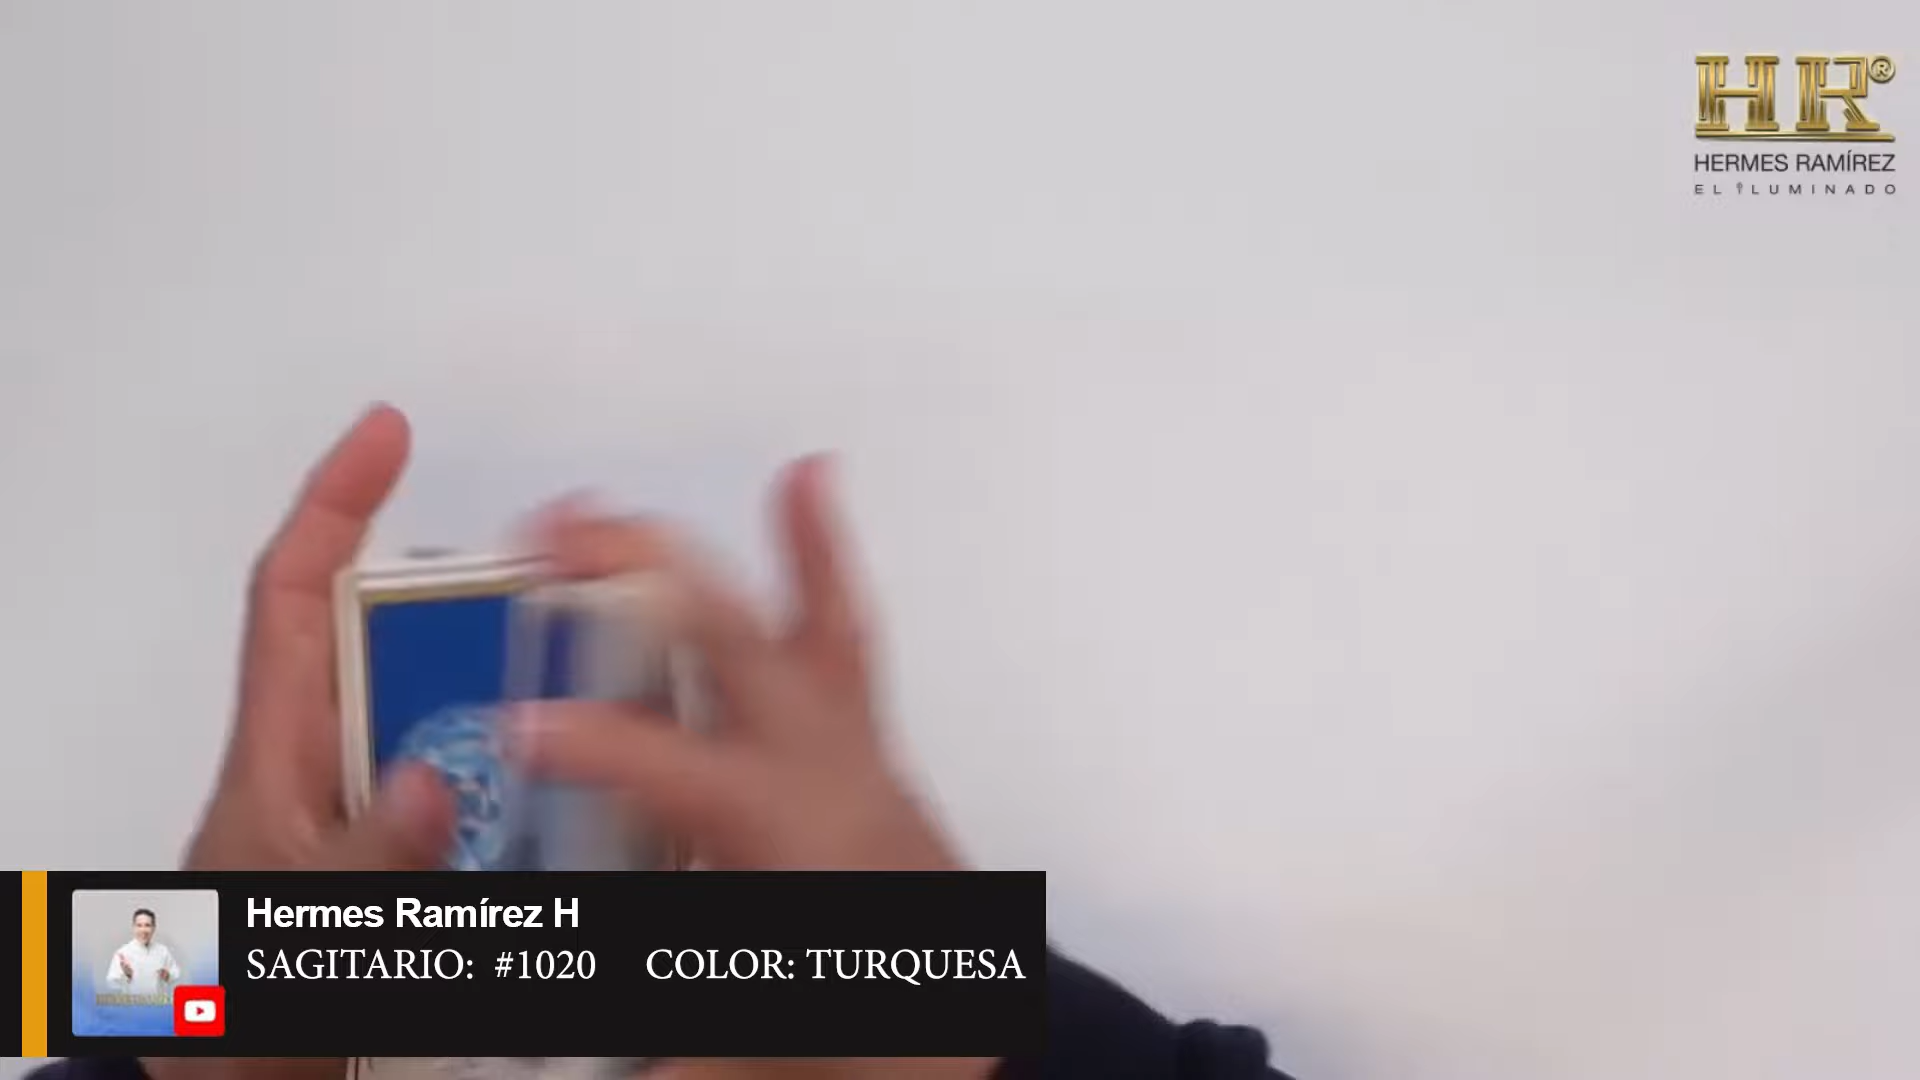 HR®
HERMES RAMÍREZ
EL ILUMINADO
Hermes Ramírez H
SAGITARIO: #1020 COLOR: TURQUESA